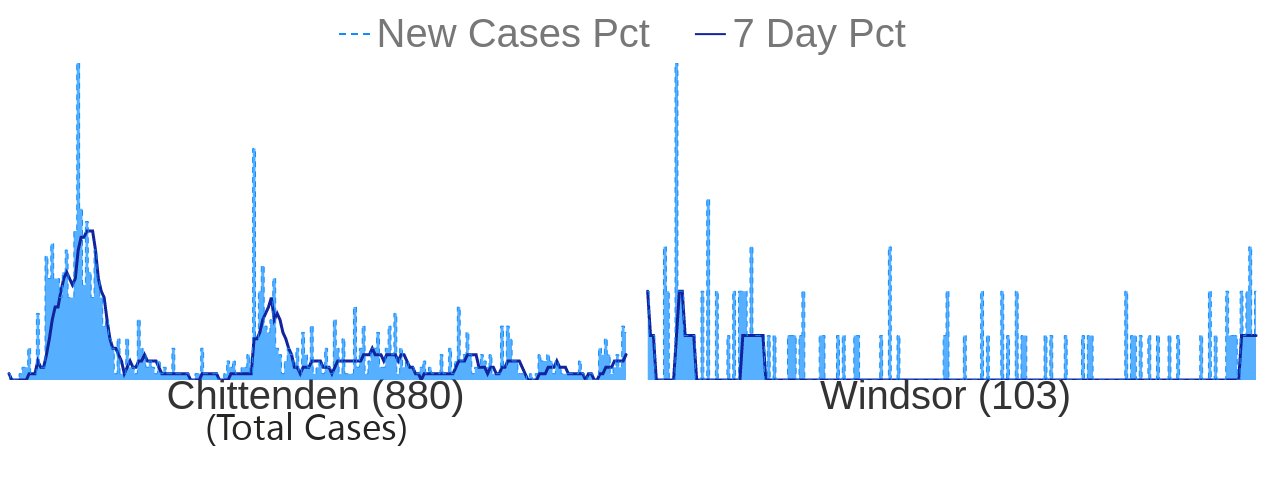 New Cases Pct 7 Day Pct
Chittenden (880) Windsor (103)
(Total Cases)